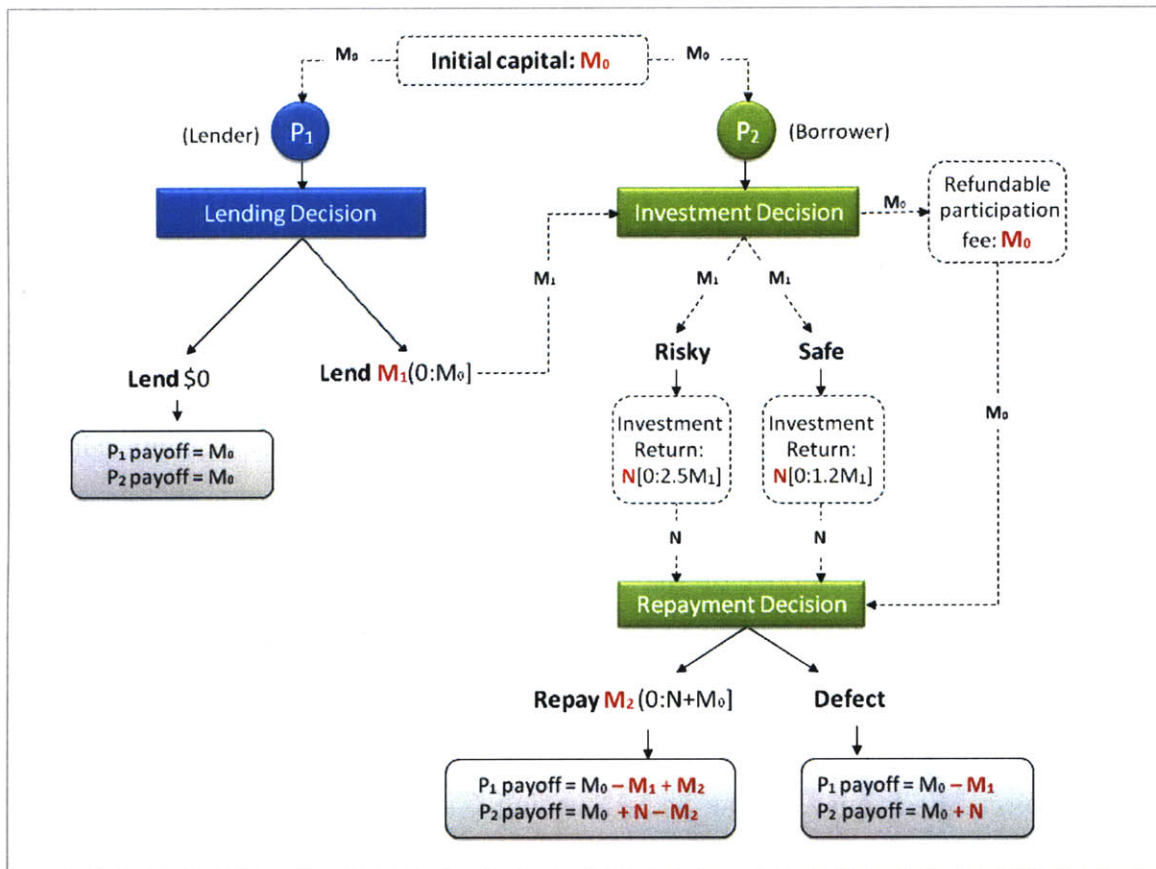 Initial capital: M₀
M₀
M₀
(Lender)
P₁
P₂
(Borrower)
Lending Decision
Investment Decision
M₀
Refundable
participation
fee: M₀
M₁
M₁
M₁
Risky
Safe
Lend $0
Lend M₁(0:M₀]
M₀
P₁ payoff = M₀
P₂ payoff = M₀
Investment
Return:
N[0:2.5M₁]
Investment
Return:
N[0:1.2M₁]
N
N
Repayment Decision
Repay M₂ (0:N+M₀]
Defect
P₁ payoff = M₀ – M₁ + M₂
P₂ payoff = M₀ + N – M₂
P₁ payoff = M₀ – M₁
P₂ payoff = M₀ + N